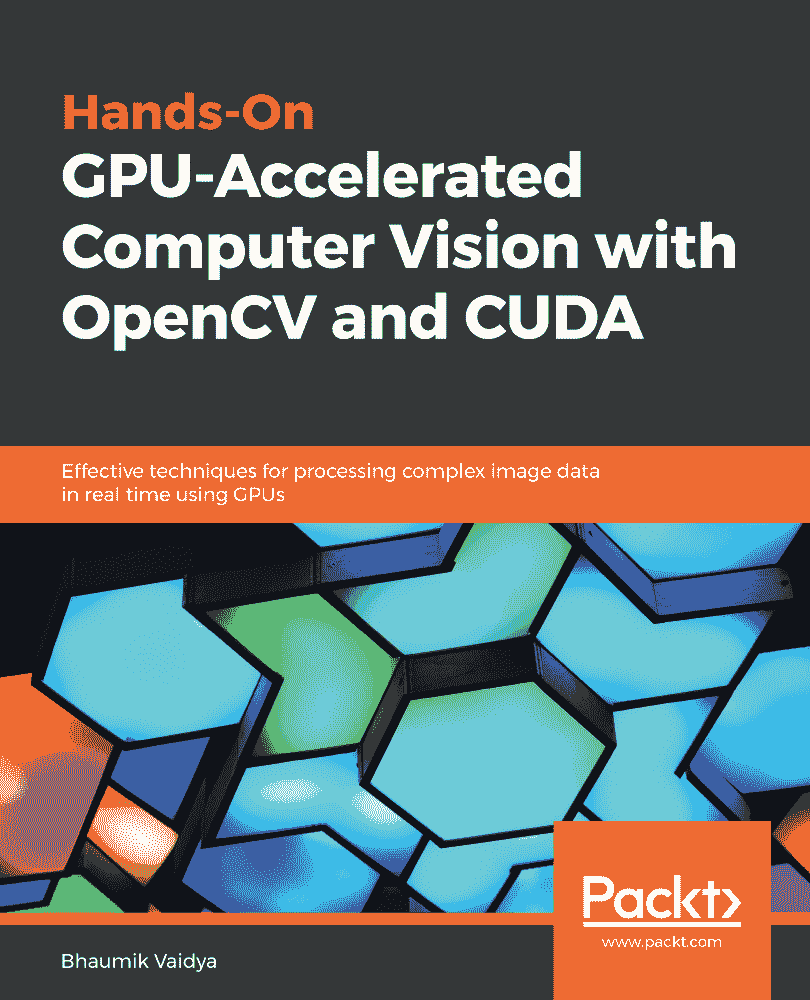 Hands-On
GPU-Accelerated
Computer Vision with
OpenCV and CUDA
Effective techniques for processing complex image data
in real time using GPUs
Packt>
www.packt.com
Bhaumik Vaidya